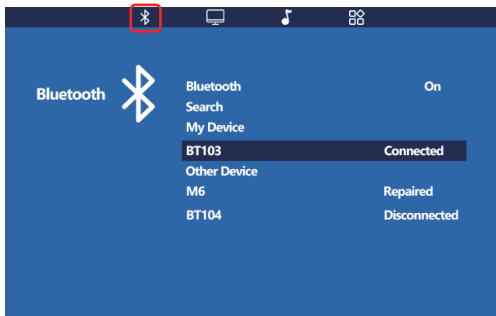 Bluetooth
Bluetooth On
Search
My Device
BT103 Connected
Other Device
M6 Repaired
BT104 Disconnected